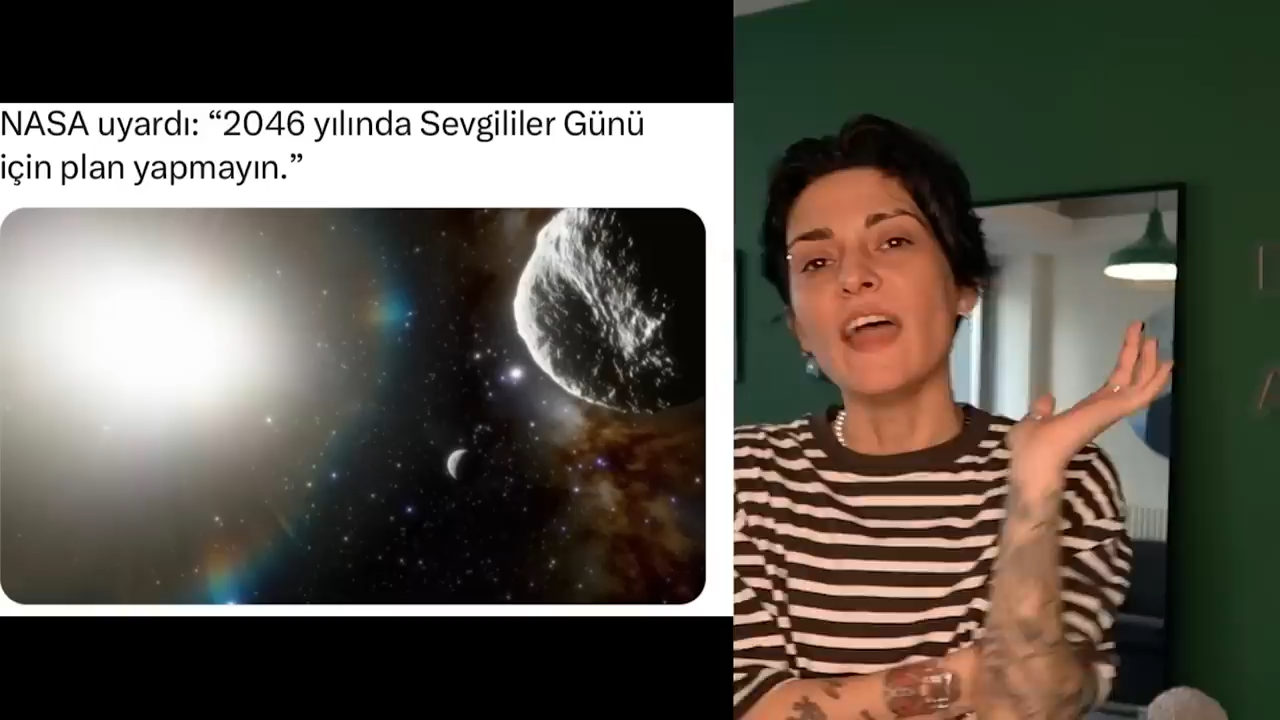 NASA uyardı: “2046 yılında Sevgililer Günü
için plan yapmayın.”